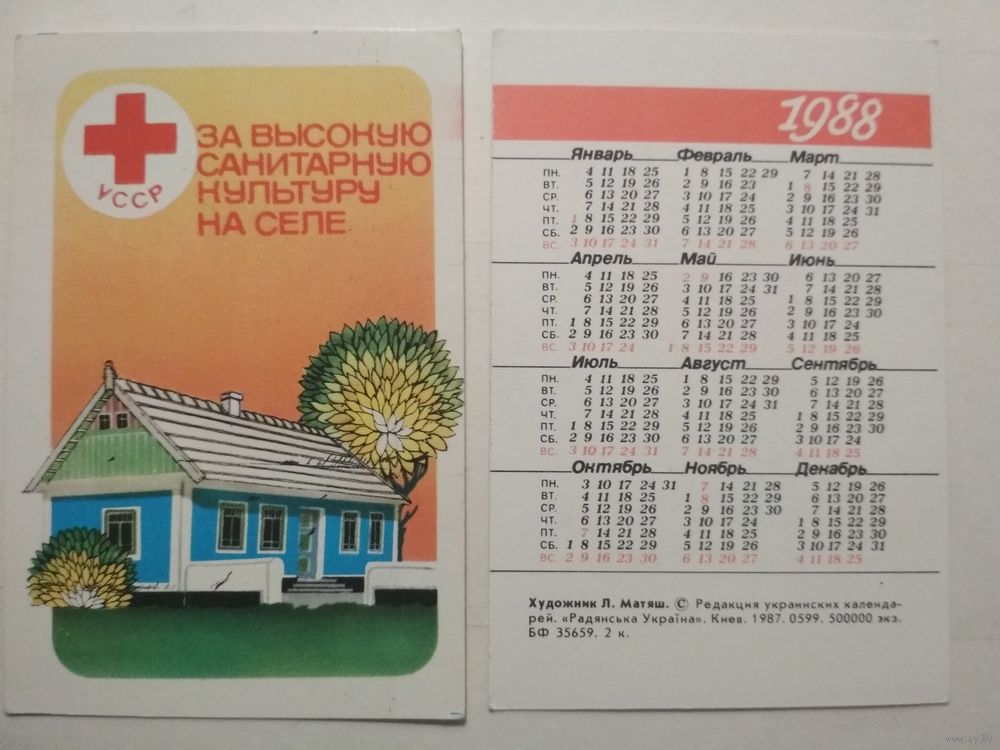 ЗА ВЫСОКУЮ
САНИТАРНУЮ
КУЛЬТУРУ
НА СЕЛЕ
УССР
1988
Январь Февраль Март
ПН. 4 11 18 25 1 8 15 22 29 7 14 21 28
ВТ. 5 12 19 26 2 9 16 23 1 8 15 22 29
СР. 6 13 20 27 3 10 17 24 2 9 16 23 30
ЧТ. 7 14 21 28 4 11 18 25 3 10 17 24 31
ПТ. 1 8 15 22 29 5 12 19 26 4 11 18 25
СБ. 2 9 16 23 30 6 13 20 27 5 12 19 26
ВС. 3 10 17 24 31 7 14 21 28 6 13 20 27
Апрель Май Июнь
ПН. 4 11 18 25 2 9 16 23 30 6 13 20 27
ВТ. 5 12 19 26 3 10 17 24 31 7 14 21 28
СР. 6 13 20 27 4 11 18 25 1 8 15 22 29
ЧТ. 7 14 21 28 5 12 19 26 2 9 16 23 30
ПТ. 1 8 15 22 29 6 13 20 27 3 10 17 24
СБ. 2 9 16 23 30 7 14 21 28 4 11 18 25
ВС. 3 10 17 24 1 8 15 22 29 5 12 19 26
Июль Август Сентябрь
ПН. 4 11 18 25 1 8 15 22 29 5 12 19 26
ВТ. 5 12 19 26 2 9 16 23 30 6 13 20 27
СР. 6 13 20 27 3 10 17 24 31 7 14 21 28
ЧТ. 7 14 21 28 4 11 18 25 1 8 15 22 29
ПТ. 1 8 15 22 29 5 12 19 26 2 9 16 23 30
СБ. 2 9 16 23 30 6 13 20 27 3 10 17 24
ВС. 3 10 17 24 31 7 14 21 28 4 11 18 25
Октябрь Ноябрь Декабрь
ПН. 3 10 17 24 31 7 14 21 28 5 12 19 26
ВТ. 4 11 18 25 1 8 15 22 29 6 13 20 27
СР. 5 12 19 26 2 9 16 23 30 7 14 21 28
ЧТ. 6 13 20 27 3 10 17 24 1 8 15 22 29
ПТ. 7 14 21 28 4 11 18 25 2 9 16 23 30
СБ. 1 8 15 22 29 5 12 19 26 3 10 17 24 31
ВС. 2 9 16 23 30 6 13 20 27 4 11 18 25
Художник Л. Матяш. © Редакция украинских календа-
рей. «Радянська Україна». Киев. 1987. 0599. 500000 экз.
БФ 35659. 2 к.
www.ay.by